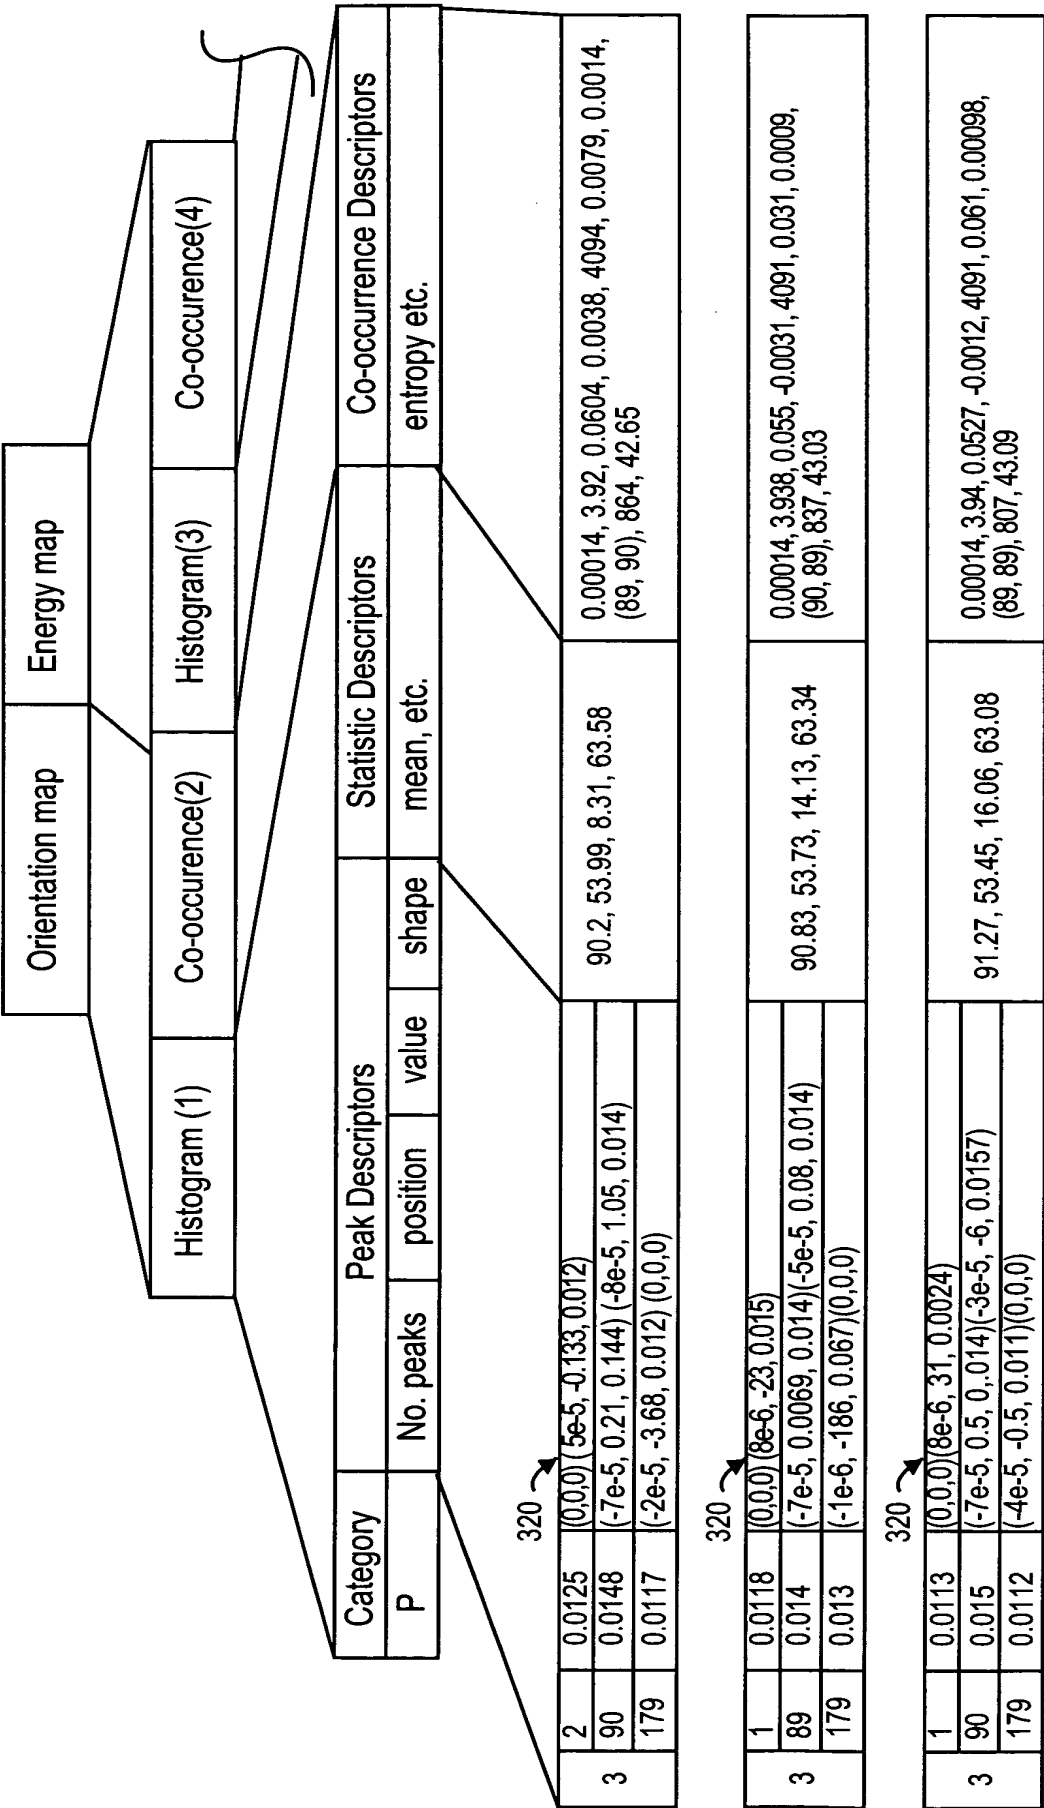 Orientation map
Energy map
Histogram (1)
Co-occurence(2)
Histogram(3)
Co-occurence(4)
Category
Peak Descriptors
Statistic Descriptors
Co-occurrence Descriptors
P
No. peaks
position
value
shape
mean, etc.
entropy etc.
320
3
2
0.0125
(0,0,0) ( 5e-5, -0.133, 0.012)
90
0.0148
(-7e-5, 0.21, 0.144) (-8e-5, 1.05, 0.014)
179
0.0117
(-2e-5, -3.68, 0.012) (0,0,0)
90.2, 53.99, 8.31, 63.58
0.00014, 3.92, 0.0604, 0.0038, 4094, 0.0079, 0.0014,
(89, 90), 864, 42.65
320
3
1
0.0118
(0,0,0) (8e-6, -23, 0.015)
89
0.014
(-7e-5, 0.0069, 0.014)(-5e-5, 0.08, 0.014)
179
0.013
(-1e-6, -186, 0.067)(0,0,0)
90.83, 53.73, 14.13, 63.34
0.00014, 3.938, 0.055, -0.0031, 4091, 0.031, 0.0009,
(90, 89), 837, 43.03
320
3
1
0.0113
(0,0,0)(8e-6, 31, 0.0024)
90
0.015
(-7e-5, 0.5, 0,.014)(-3e-5, -6, 0.0157)
179
0.0112
(-4e-5, -0.5, 0.011)(0,0,0)
91.27, 53.45, 16.06, 63.08
0.00014, 3.94, 0.0527, -0.0012, 4091, 0.061, 0.00098,
(89, 89), 807, 43.09